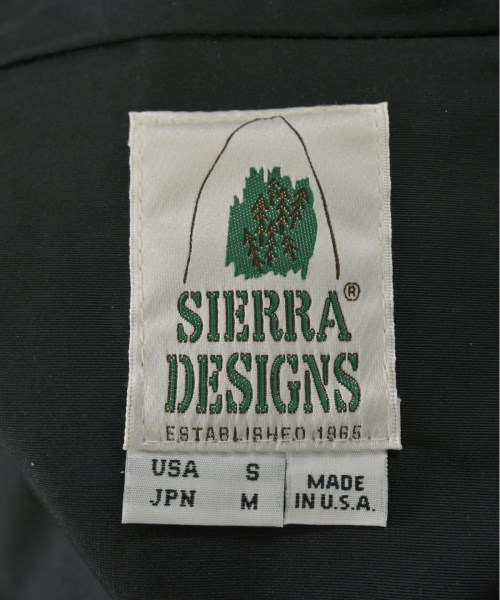 SIERRA®
DESIGNS
ESTABLISHED 1965
USA S
JPN M
MADE
IN U.S.A.